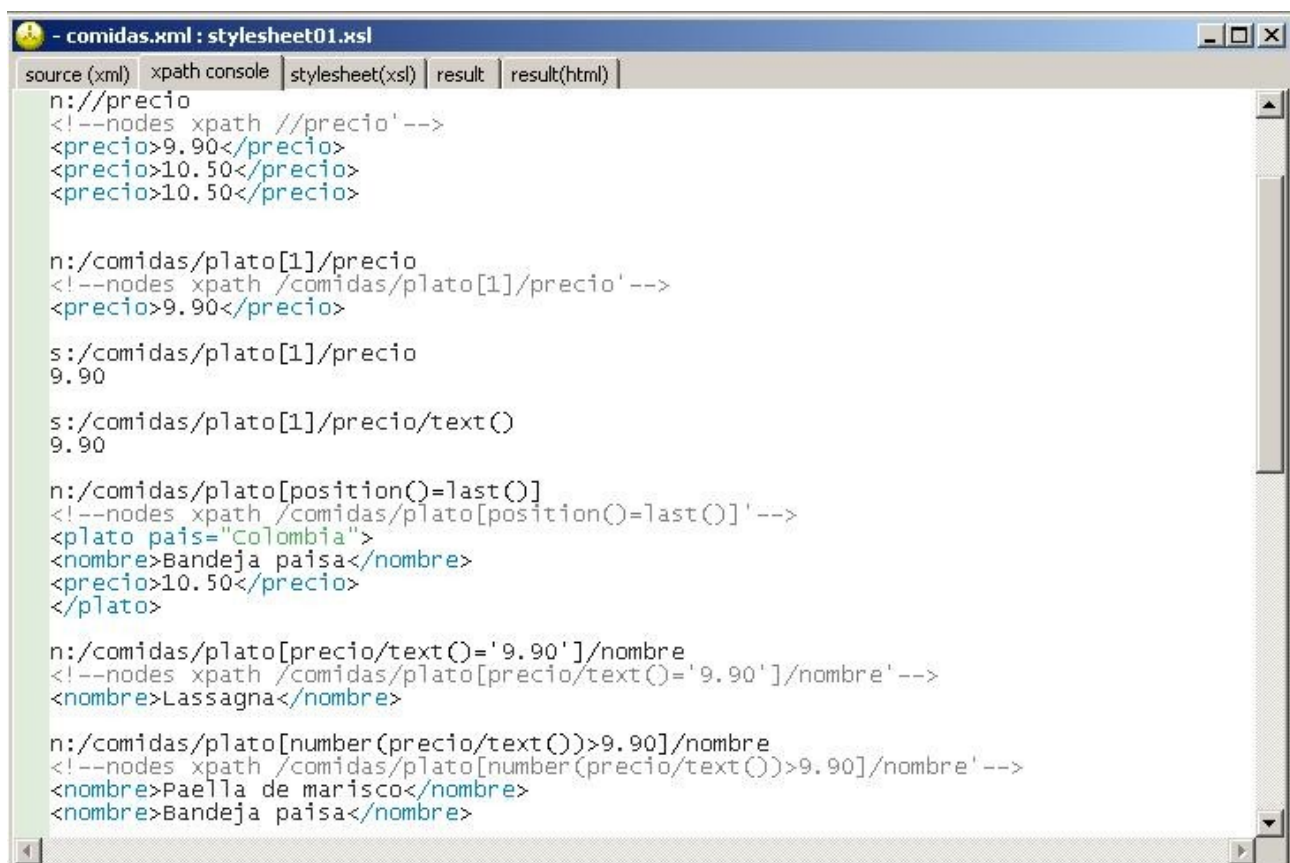 - comidas.xml : stylesheet01.xsl
source (xml) xpath console stylesheet(xsl) result result(html)
n://precio
<!--nodes xpath //precio'-->
<precio>9.90</precio>
<precio>10.50</precio>
<precio>10.50</precio>
n:/comidas/plato[1]/precio
<!--nodes xpath /comidas/plato[1]/precio'-->
<precio>9.90</precio>
s:/comidas/plato[1]/precio
9.90
s:/comidas/plato[1]/precio/text()
9.90
n:/comidas/plato[position()=last()]
<!--nodes xpath /comidas/plato[position()=last()]'-->
<plato pais="Colombia">
<nombre>Bandeja paisa</nombre>
<precio>10.50</precio>
</plato>
n:/comidas/plato[precio/text()='9.90']/nombre
<!--nodes xpath /comidas/plato[precio/text()='9.90']/nombre'-->
<nombre>Lassagna</nombre>
n:/comidas/plato[number(precio/text())>9.90]/nombre
<!--nodes xpath /comidas/plato[number(precio/text())>9.90]/nombre'-->
<nombre>Paella de marisco</nombre>
<nombre>Bandeja paisa</nombre>